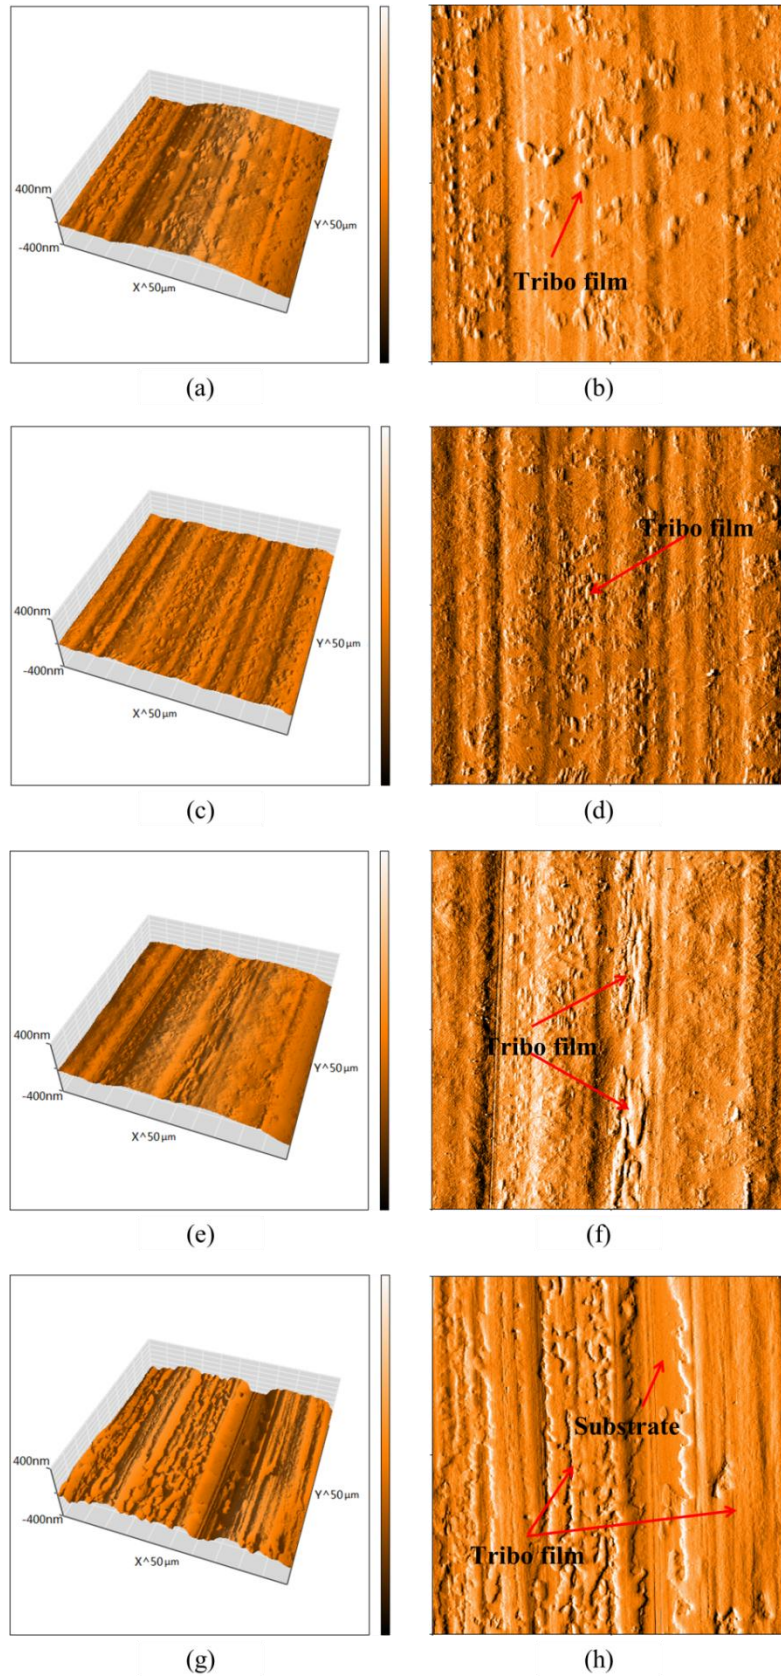 400nm
-400nm
X^50µm
Y^50µm
Tribo film
(a)
(b)
400nm
-400nm
X^50µm
Y^50µm
Tribo film
(c)
(d)
400nm
-400nm
X^50µm
Y^50µm
Tribo film
(e)
(f)
400nm
-400nm
X^50µm
Y^50µm
Substrate
Tribo film
(g)
(h)